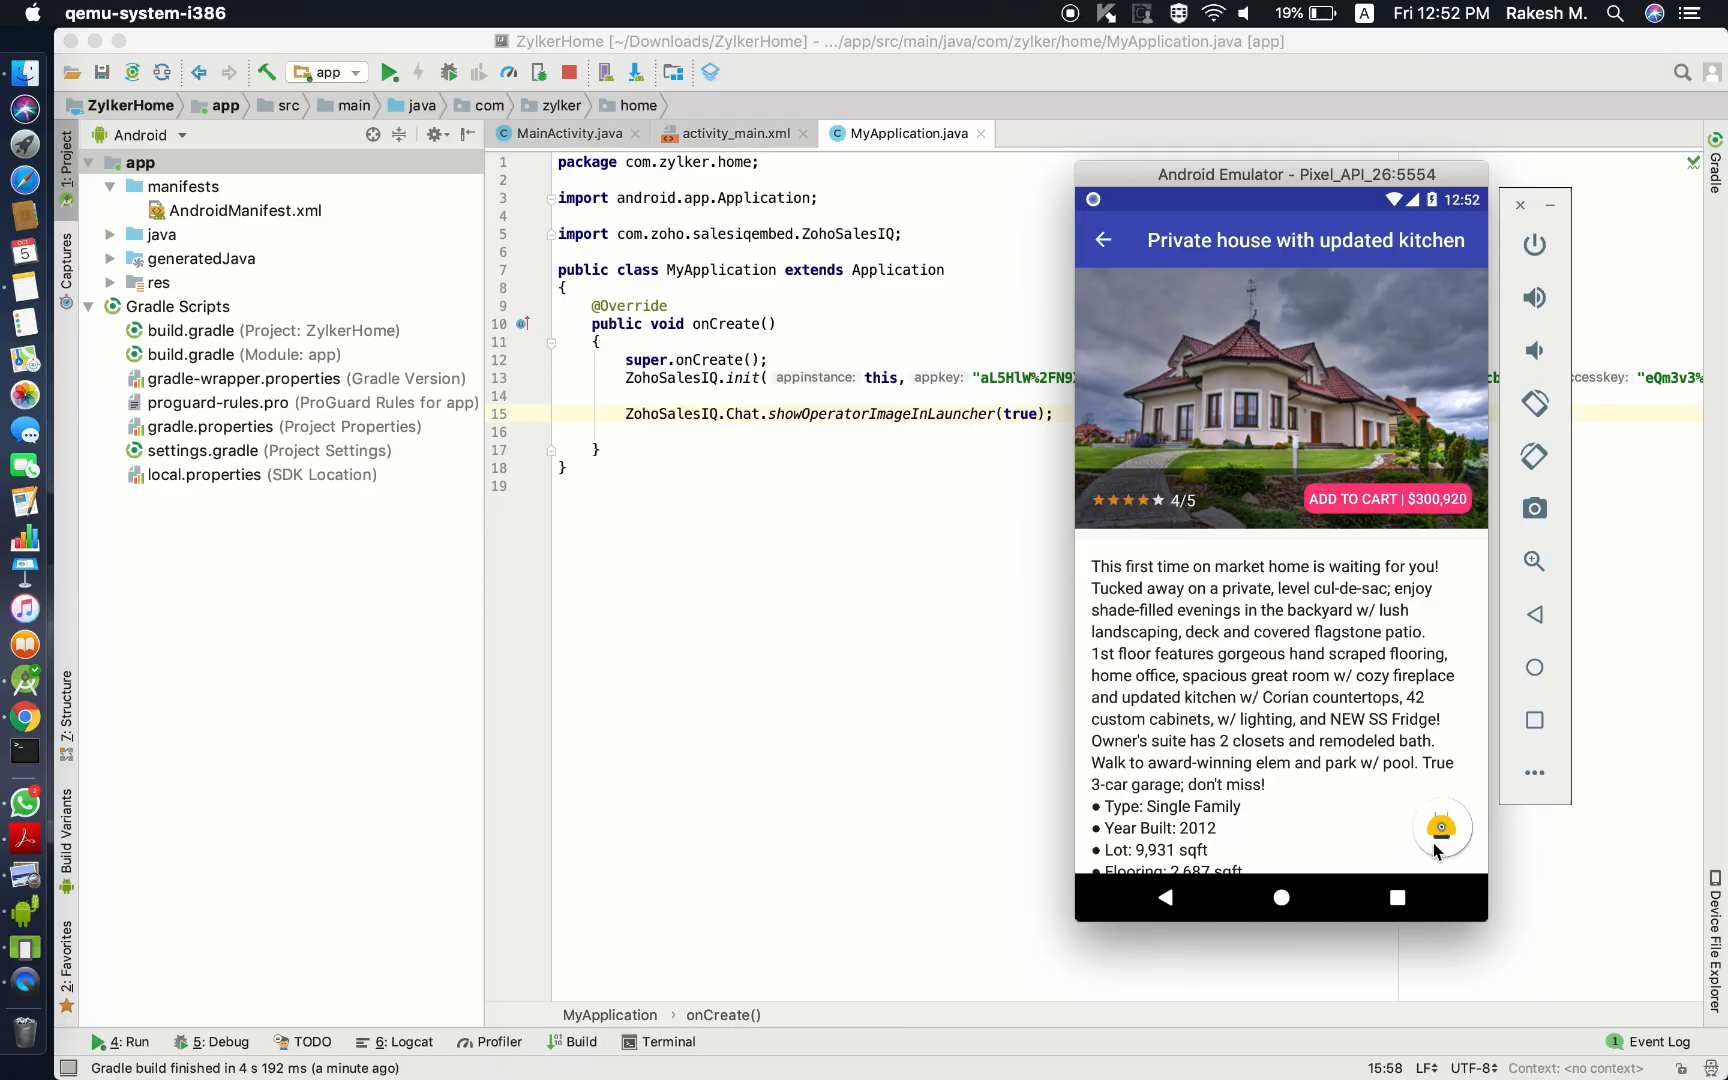 qemu-system-i386
19%
A
Fri 12:52 PM
Rakesh M.
ZylkerHome [~/Downloads/ZylkerHome] - .../app/src/main/java/com/zylker/home/MyApplication.java [app]
app
ZylkerHome
app
src
main
java
com
zylker
home
1: Project
Android
MainActivity.java
activity_main.xml
MyApplication.java
Gradle
app
manifests
AndroidManifest.xml
java
generatedJava
res
Gradle Scripts
build.gradle (Project: ZylkerHome)
build.gradle (Module: app)
gradle-wrapper.properties (Gradle Version)
proguard-rules.pro (ProGuard Rules for app)
gradle.properties (Project Properties)
settings.gradle (Project Settings)
local.properties (SDK Location)
Captures
Z: Structure
Build Variants
2: Favorites
OCT
5
2
1 package com.zylker.home;
2
3 import android.app.Application;
4
5 import com.zoho.salesiqembed.ZohoSalesIQ;
6
7 public class MyApplication extends Application
8 {
9 @Override
10 public void onCreate()
11 {
12 super.onCreate();
13 ZohoSalesIQ.init( appinstance: this, appkey: "aL5HlW%2FN9 ccesskey: "eQm3v3%
14
15 ZohoSalesIQ.Chat.showOperatorImageInLauncher(true);
16
17 }
18 }
19
Android Emulator - Pixel_API_26:5554
12:52
Private house with updated kitchen
4/5
ADD TO CART | $300,920
This first time on market home is waiting for you!
Tucked away on a private, level cul-de-sac; enjoy
shade-filled evenings in the backyard w/ lush
landscaping, deck and covered flagstone patio.
1st floor features gorgeous hand scraped flooring,
home office, spacious great room w/ cozy fireplace
and updated kitchen w/ Corian countertops, 42
custom cabinets, w/ lighting, and NEW SS Fridge!
Owner's suite has 2 closets and remodeled bath.
Walk to award-winning elem and park w/ pool. True
3-car garage; don't miss!
● Type: Single Family
● Year Built: 2012
● Lot: 9,931 sqft
● Flooring: 2,687 sqft
Device File Explorer
MyApplication › onCreate()
4: Run
5: Debug
TODO
6: Logcat
Profiler
Build
Terminal
1 Event Log
Gradle build finished in 4 s 192 ms (a minute ago)
15:58
LF
UTF-8
Context: <no context>